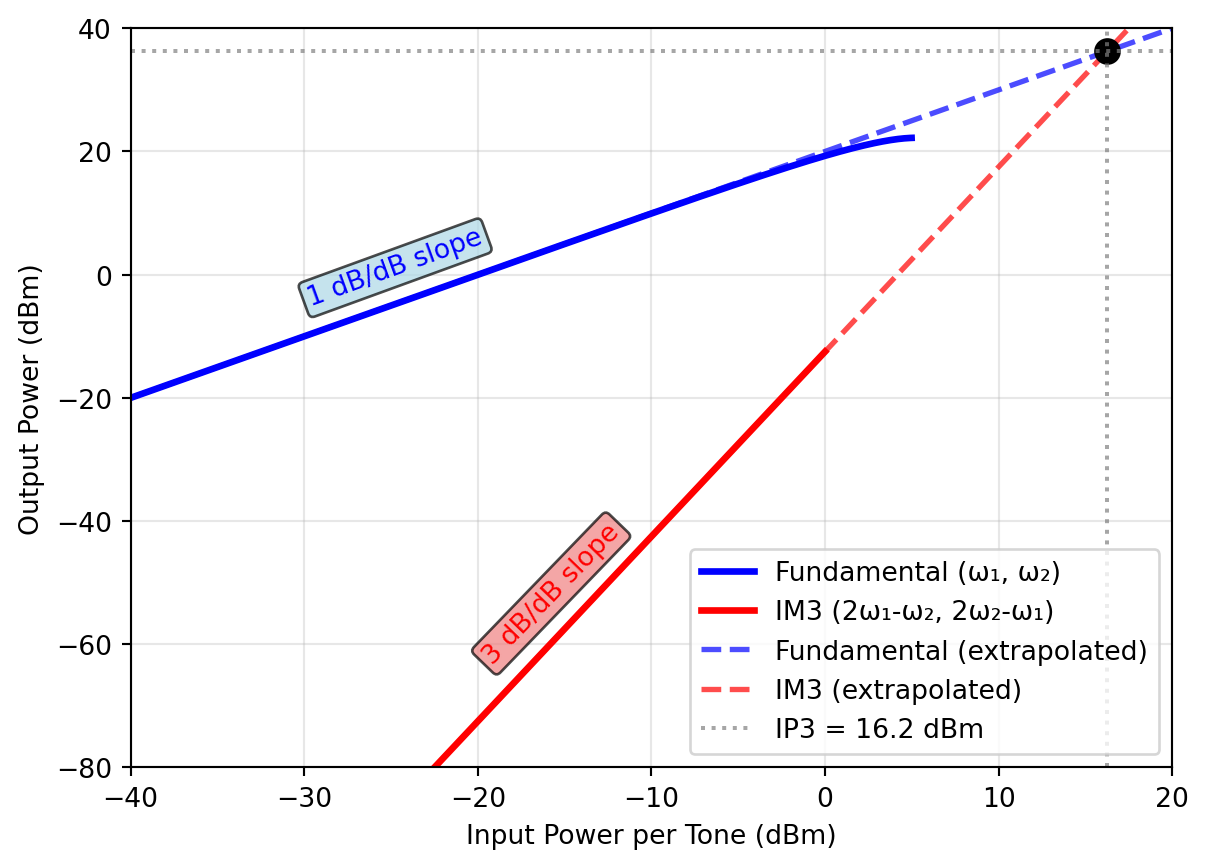 40
20
0
−20
−40
−60
−80
Output Power (dBm)
1 dB/dB slope
3 dB/dB slope
Fundamental (ω₁, ω₂)
IM3 (2ω₁-ω₂, 2ω₂-ω₁)
Fundamental (extrapolated)
IM3 (extrapolated)
IP3 = 16.2 dBm
−40 −30 −20 −10 0 10 20
Input Power per Tone (dBm)